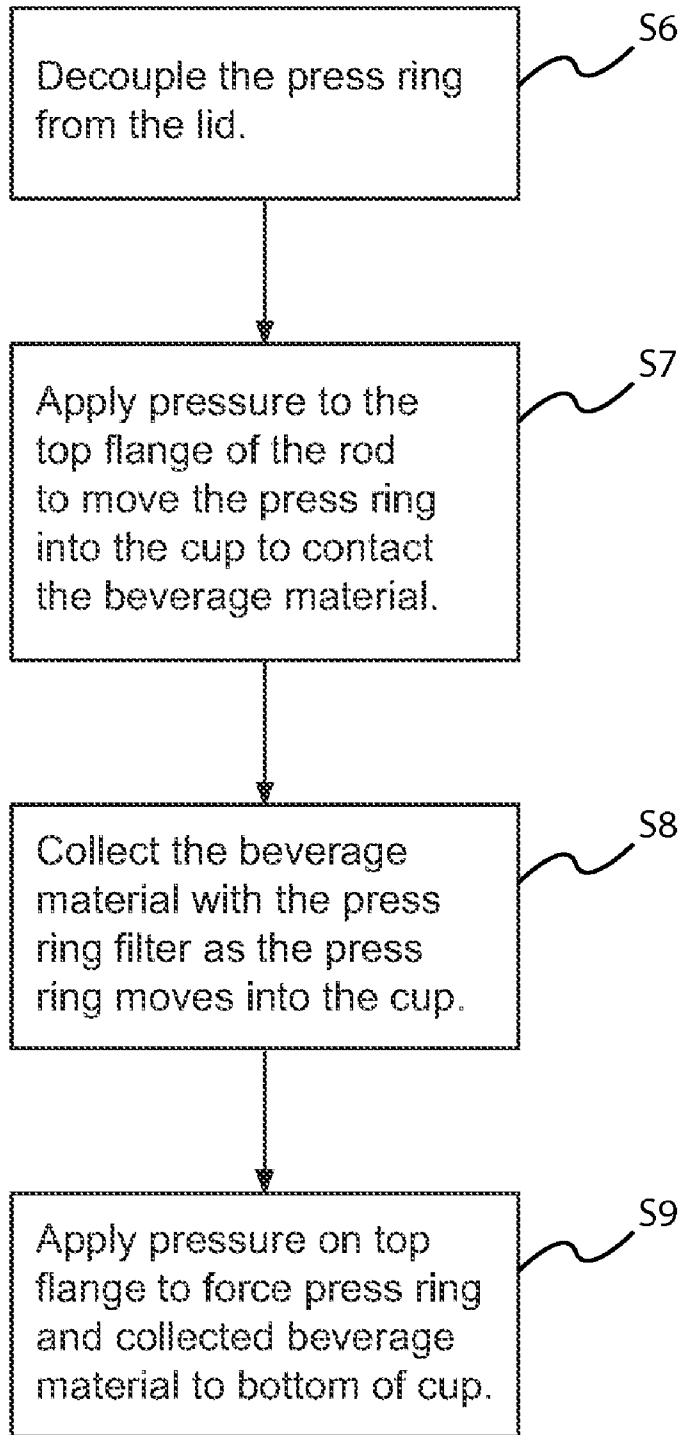 S6
Decouple the press ring
from the lid.
S7
Apply pressure to the
top flange of the rod
to move the press ring
into the cup to contact
the beverage material.
S8
Collect the beverage
material with the press
ring filter as the press
ring moves into the cup.
S9
Apply pressure on top
flange to force press ring
and collected beverage
material to bottom of cup.